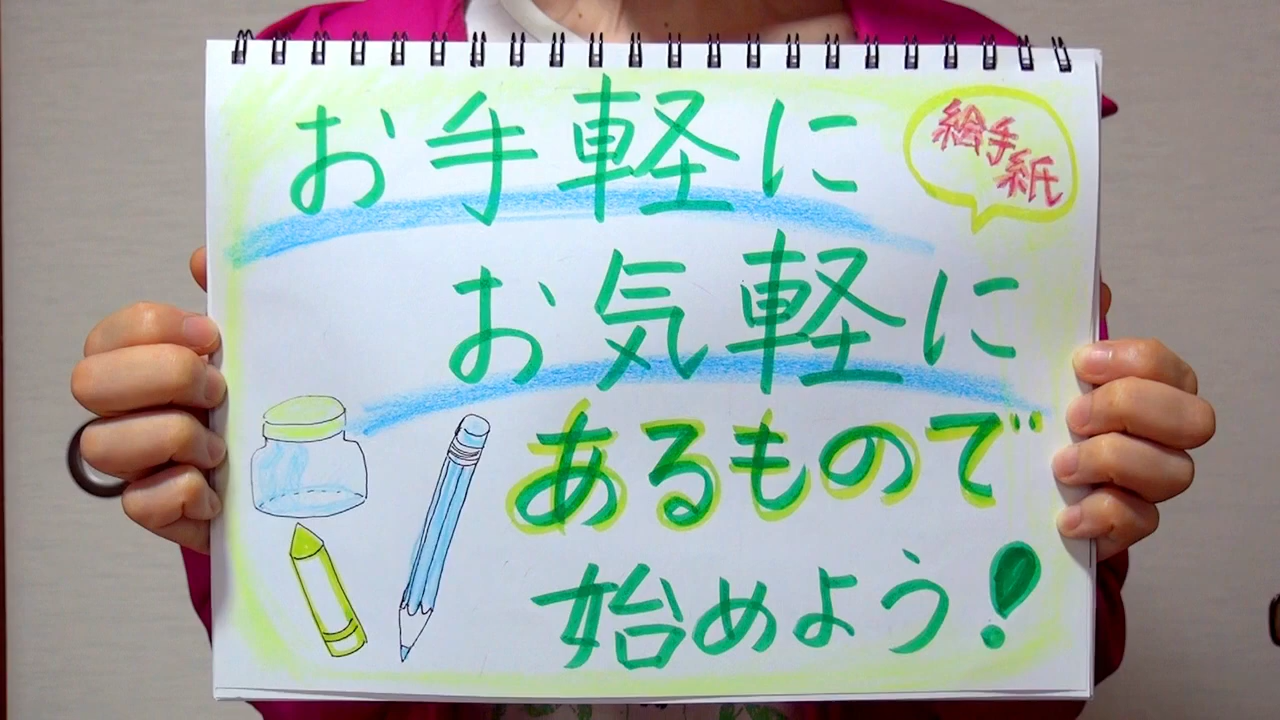 お手軽に
絵手紙
お気軽に
あるもので
始めよう!